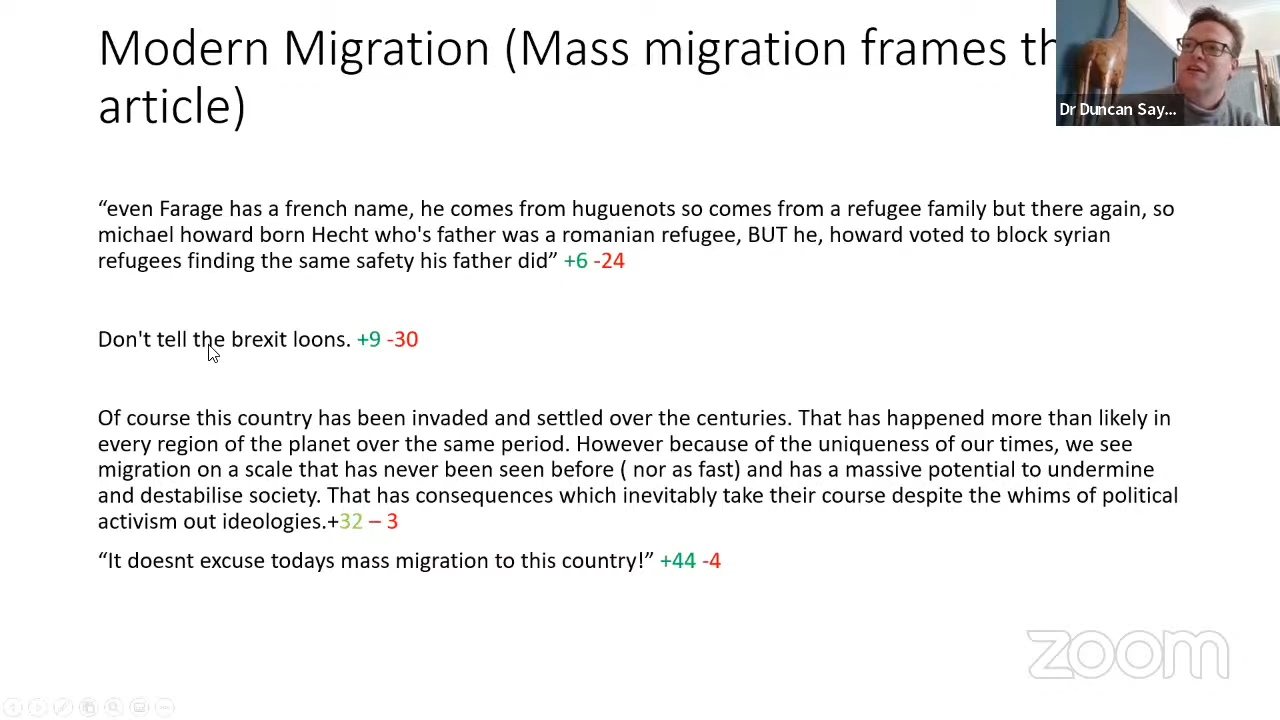 Modern Migration (Mass migration frames th
article)
Dr Duncan Say...
“even Farage has a french name, he comes from huguenots so comes from a refugee family but there again, so
michael howard born Hecht who's father was a romanian refugee, BUT he, howard voted to block syrian
refugees finding the same safety his father did” +6 -24
Don't tell the brexit loons. +9 -30
Of course this country has been invaded and settled over the centuries. That has happened more than likely in
every region of the planet over the same period. However because of the uniqueness of our times, we see
migration on a scale that has never been seen before ( nor as fast) and has a massive potential to undermine
and destabilise society. That has consequences which inevitably take their course despite the whims of political
activism out ideologies.+32 – 3
“It doesnt excuse todays mass migration to this country!” +44 -4
zoom